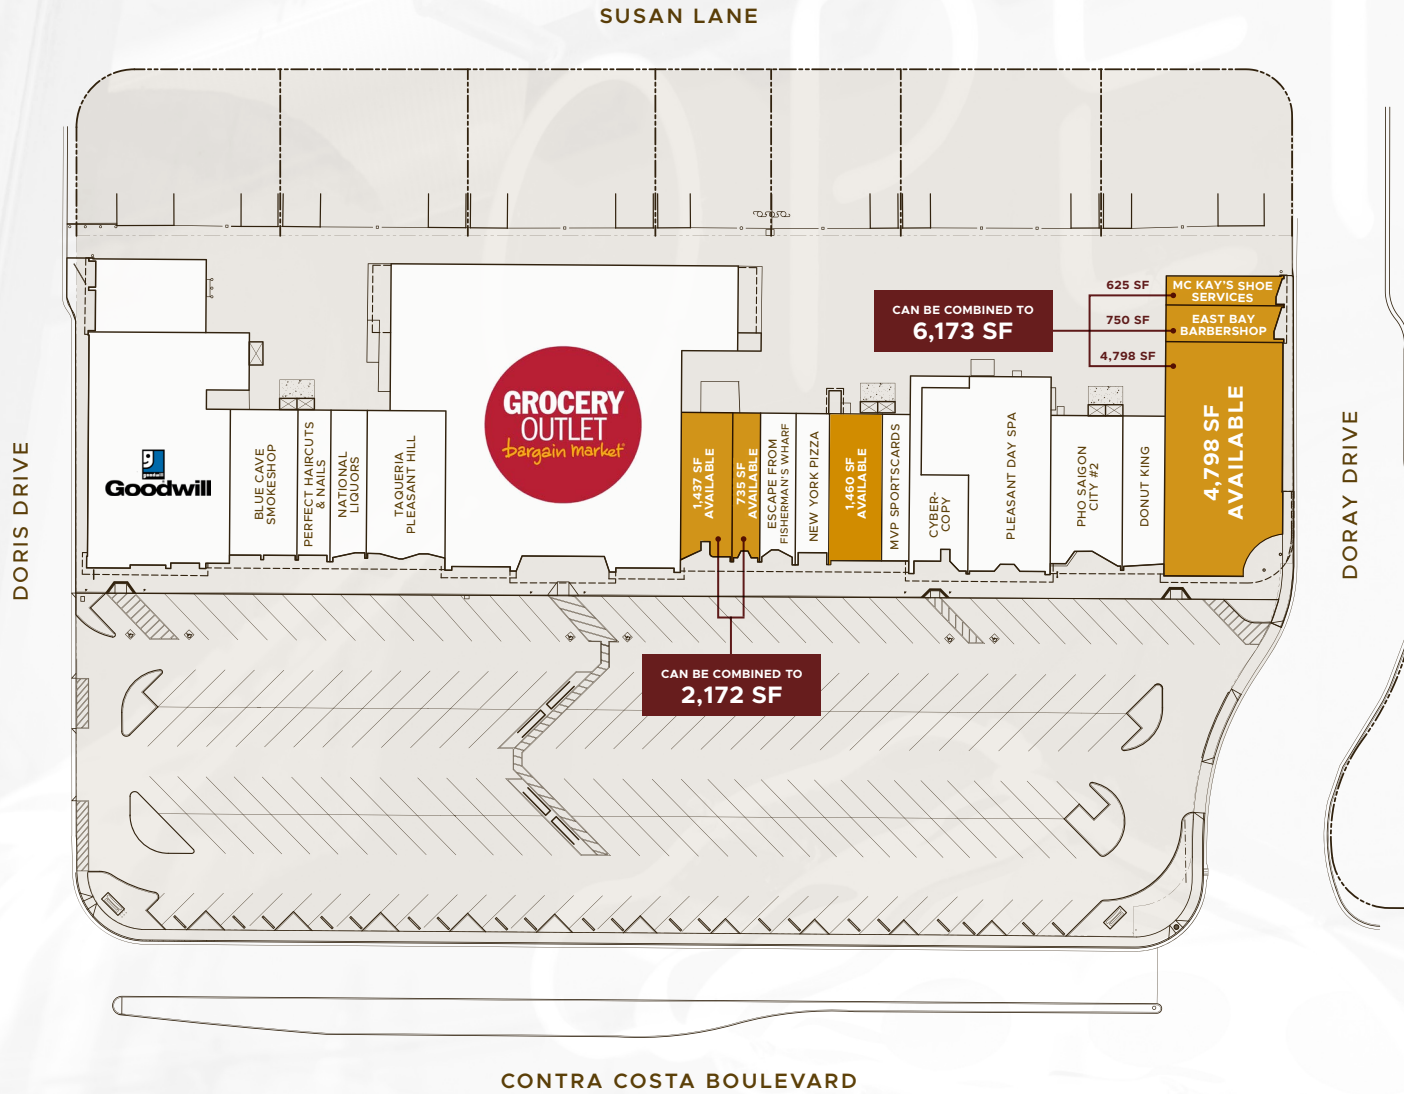 SUSAN LANE
DORIS DRIVE
DORAY DRIVE
CAN BE COMBINED TO
6,173 SF
625 SF
750 SF
4,798 SF
MC KAY'S SHOE
SERVICES
EAST BAY
BARBERSHOP
4,798 SF
AVAILABLE
goodwill
Goodwill
BLUE CAVE
SMOKESHOP
PERFECT HAIRCUTS
& NAILS
NATIONAL
LIQUORS
TAQUERIA
PLEASANT HILL
GROCERY
OUTLET
bargain market
1,437 SF
AVAILABLE
735 SF
AVAILABLE
ESCAPE FROM
FISHERMAN'S WHARF
NEW YORK PIZZA
1,460 SF
AVAILABLE
MVP SPORTSCARDS
CYBER-
COPY
PLEASANT DAY SPA
PHO SAIGON
CITY #2
DONUT KING
CAN BE COMBINED TO
2,172 SF
CONTRA COSTA BOULEVARD